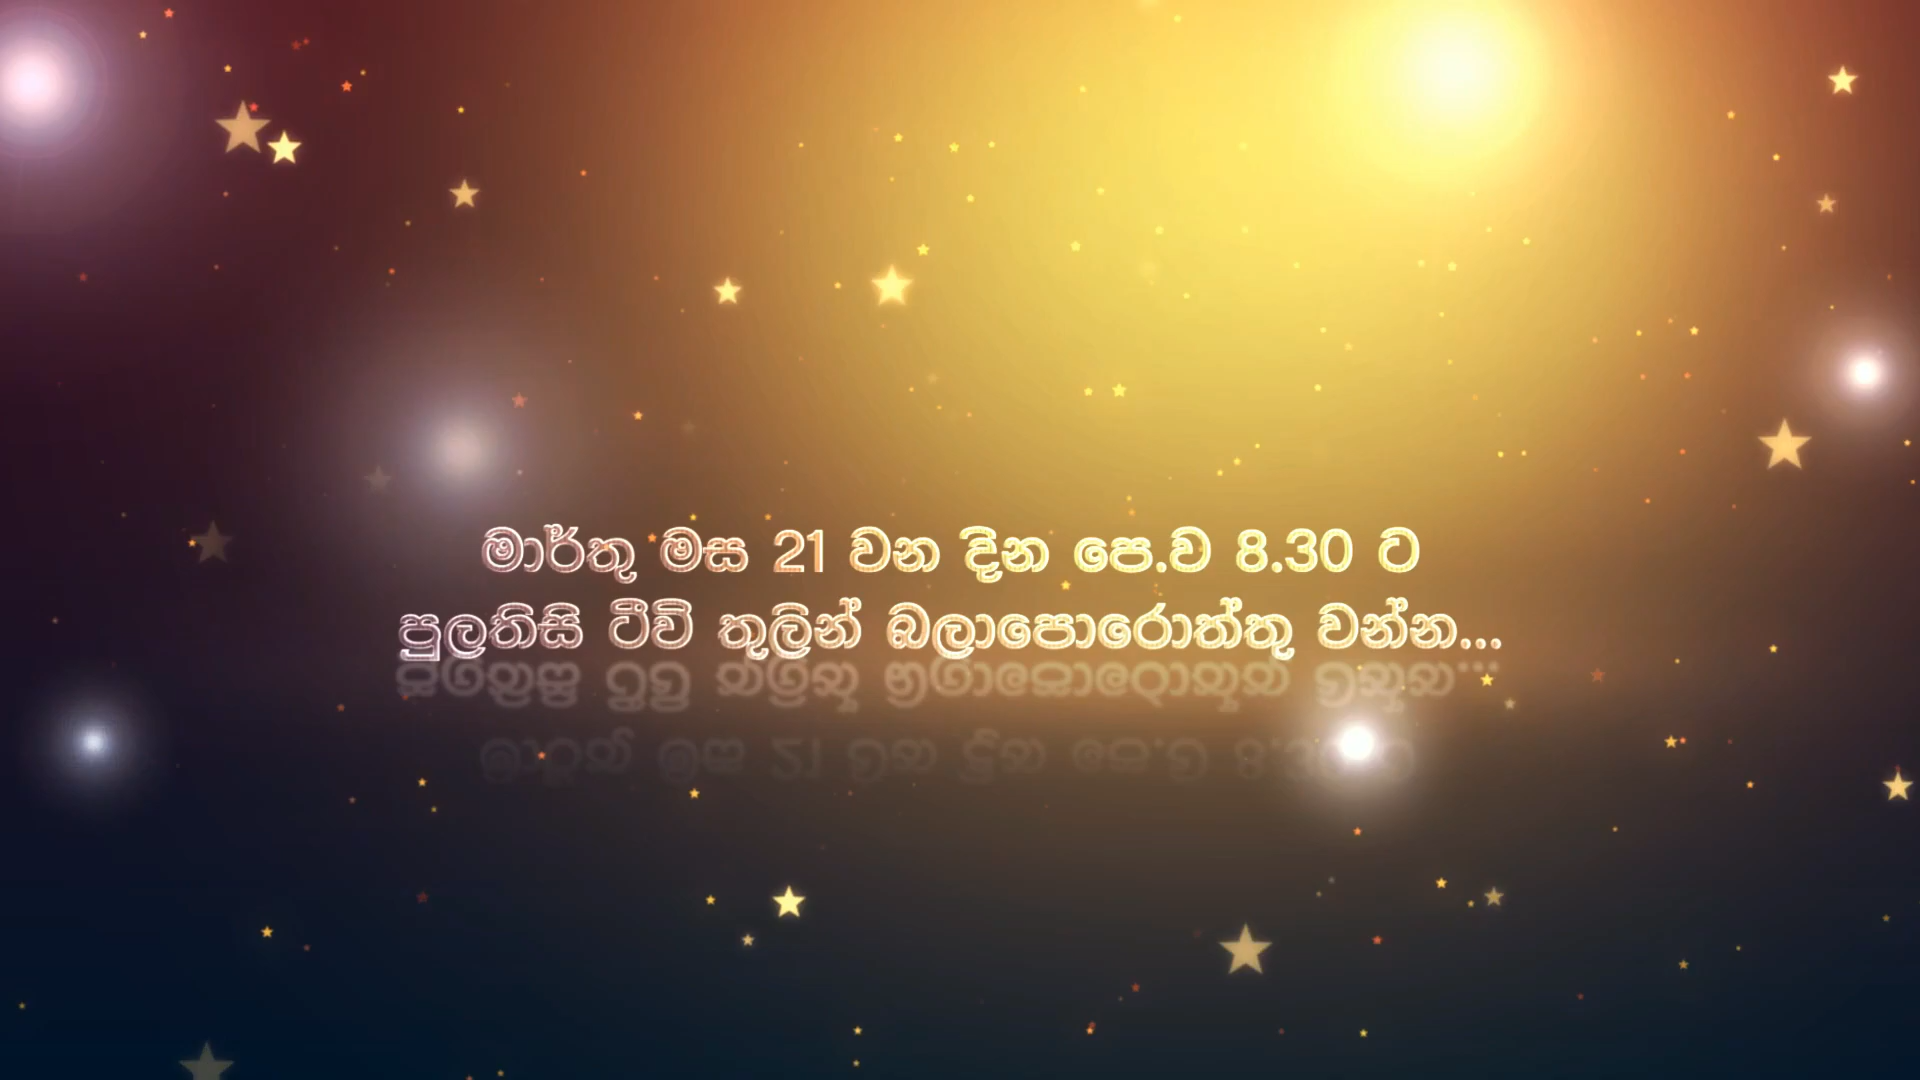 මාර්තු මස 21 වන දින පෙ.ව 8.30 ට
පුලතිසි ටීවි තුලින් බලාපොරොත්තු වන්න...